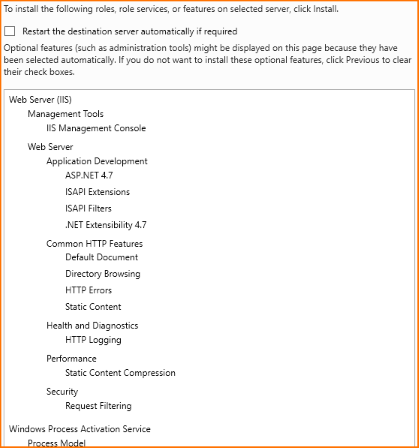 To install the following roles, role services, or features on selected server, click Install.
Restart the destination server automatically if required
Optional features (such as administration tools) might be displayed on this page because they have
been selected automatically. If you do not want to install these optional features, click Previous to clear
their check boxes.
Web Server (IIS)
Management Tools
IIS Management Console
Web Server
Application Development
ASP.NET 4.7
ISAPI Extensions
ISAPI Filters
.NET Extensibility 4.7
Common HTTP Features
Default Document
Directory Browsing
HTTP Errors
Static Content
Health and Diagnostics
HTTP Logging
Performance
Static Content Compression
Security
Request Filtering
Windows Process Activation Service
Process Model